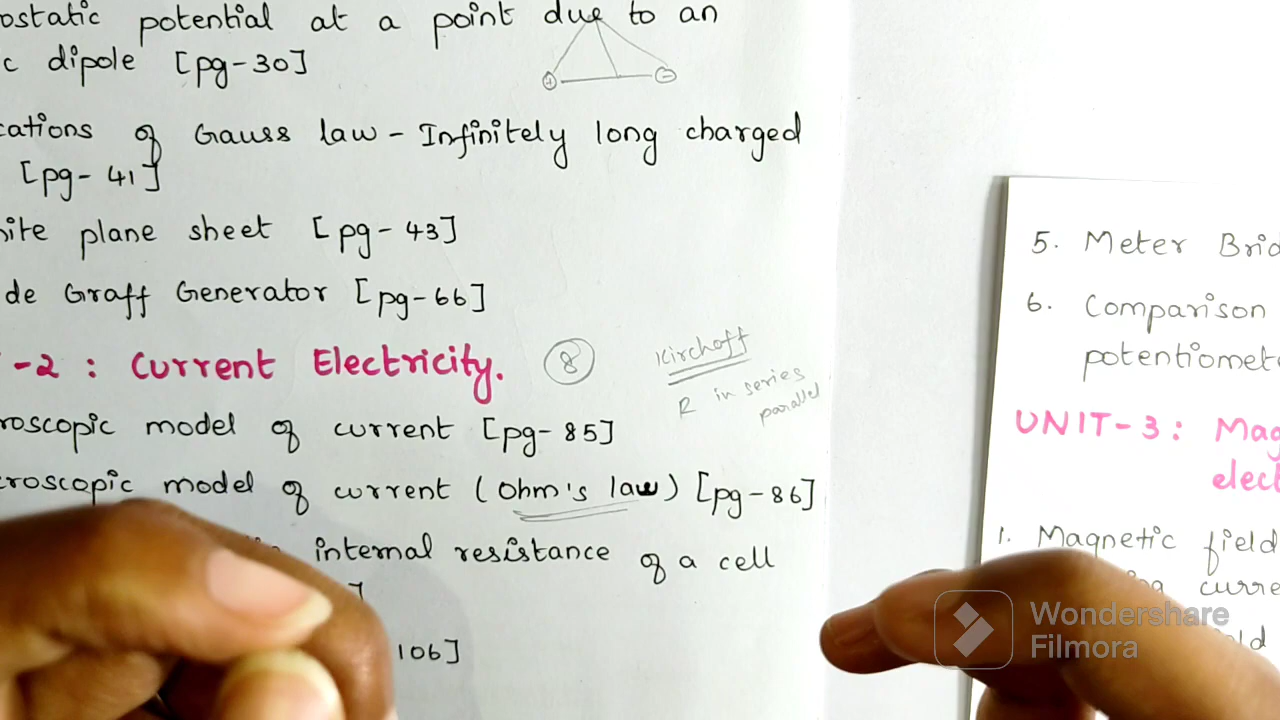 ostatic potential at a point due to an
c dipole [pg-30]
+ -
cations of Gauss law - Infinitely long charged
[pg- 41]
nite plane sheet [pg- 43]
de Graff Generator [pg-66]
-2 : Current Electricity. 8
Kirchoff
R in series
parallel
roscopic model of current [pg- 85]
croscopic model of current (Ohm's law) [pg-86]
internal resistance of a cell
]
106]
5. Meter Brid
6. Comparison
potentiomet
UNIT-3: Mag
elect
1. Magnetic field
curre
ld
Wondershare
Filmora